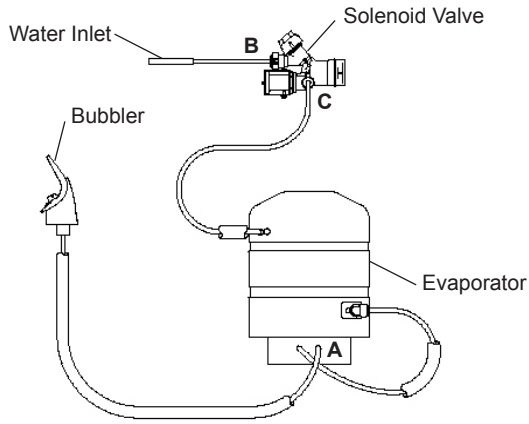 Solenoid Valve
Water Inlet
B
C
Bubbler
Evaporator
A